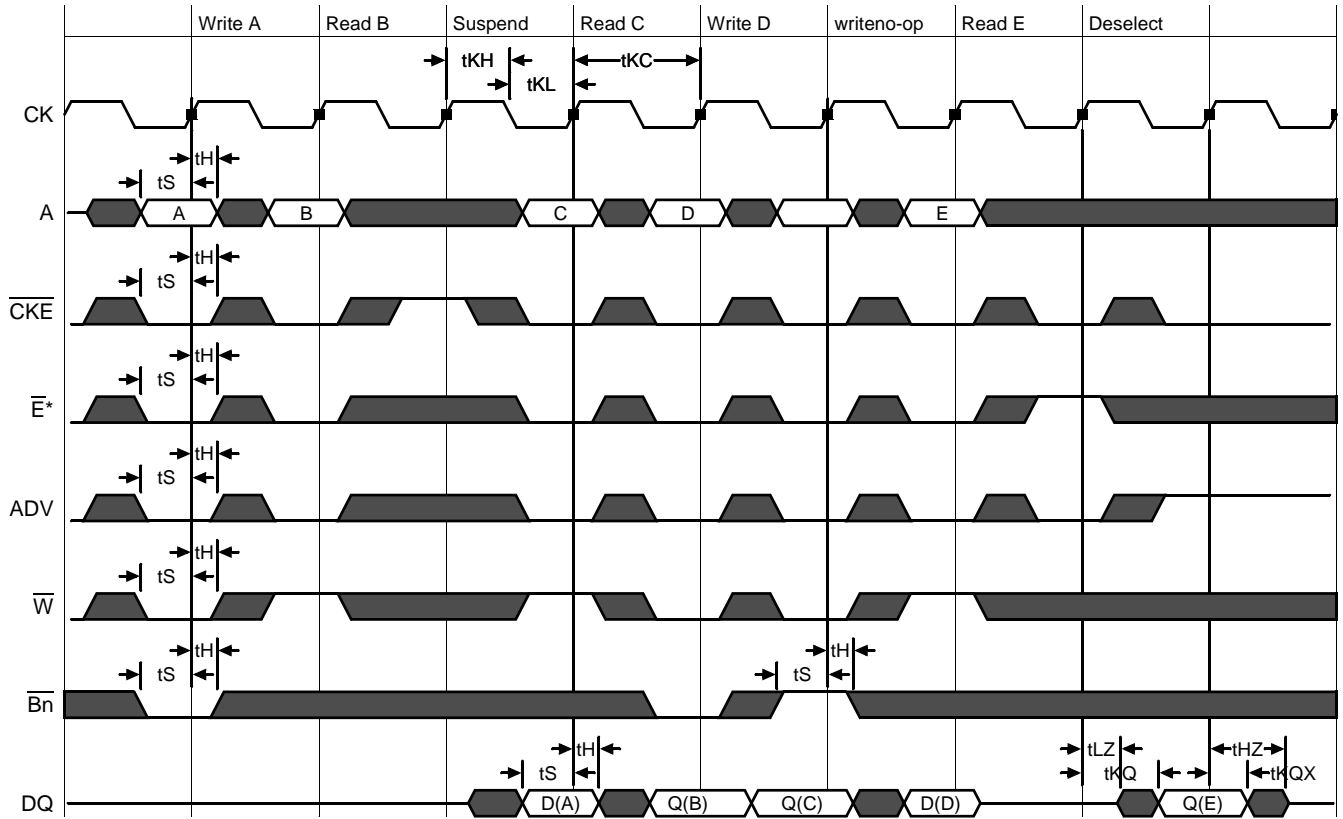 Write A Read B Suspend Read C Write D writeno-op Read E Deselect
tKH tKC
tKL
CK
tH
tS
A A B C D E
tH
tS
CKE
tH
tS
E*
tH
tS
ADV
tH
tS
W
tH tH
tS tS
Bn
tH tLZ tHZ
tS tKQ tKQX
DQ D(A) Q(B) Q(C) D(D) Q(E)